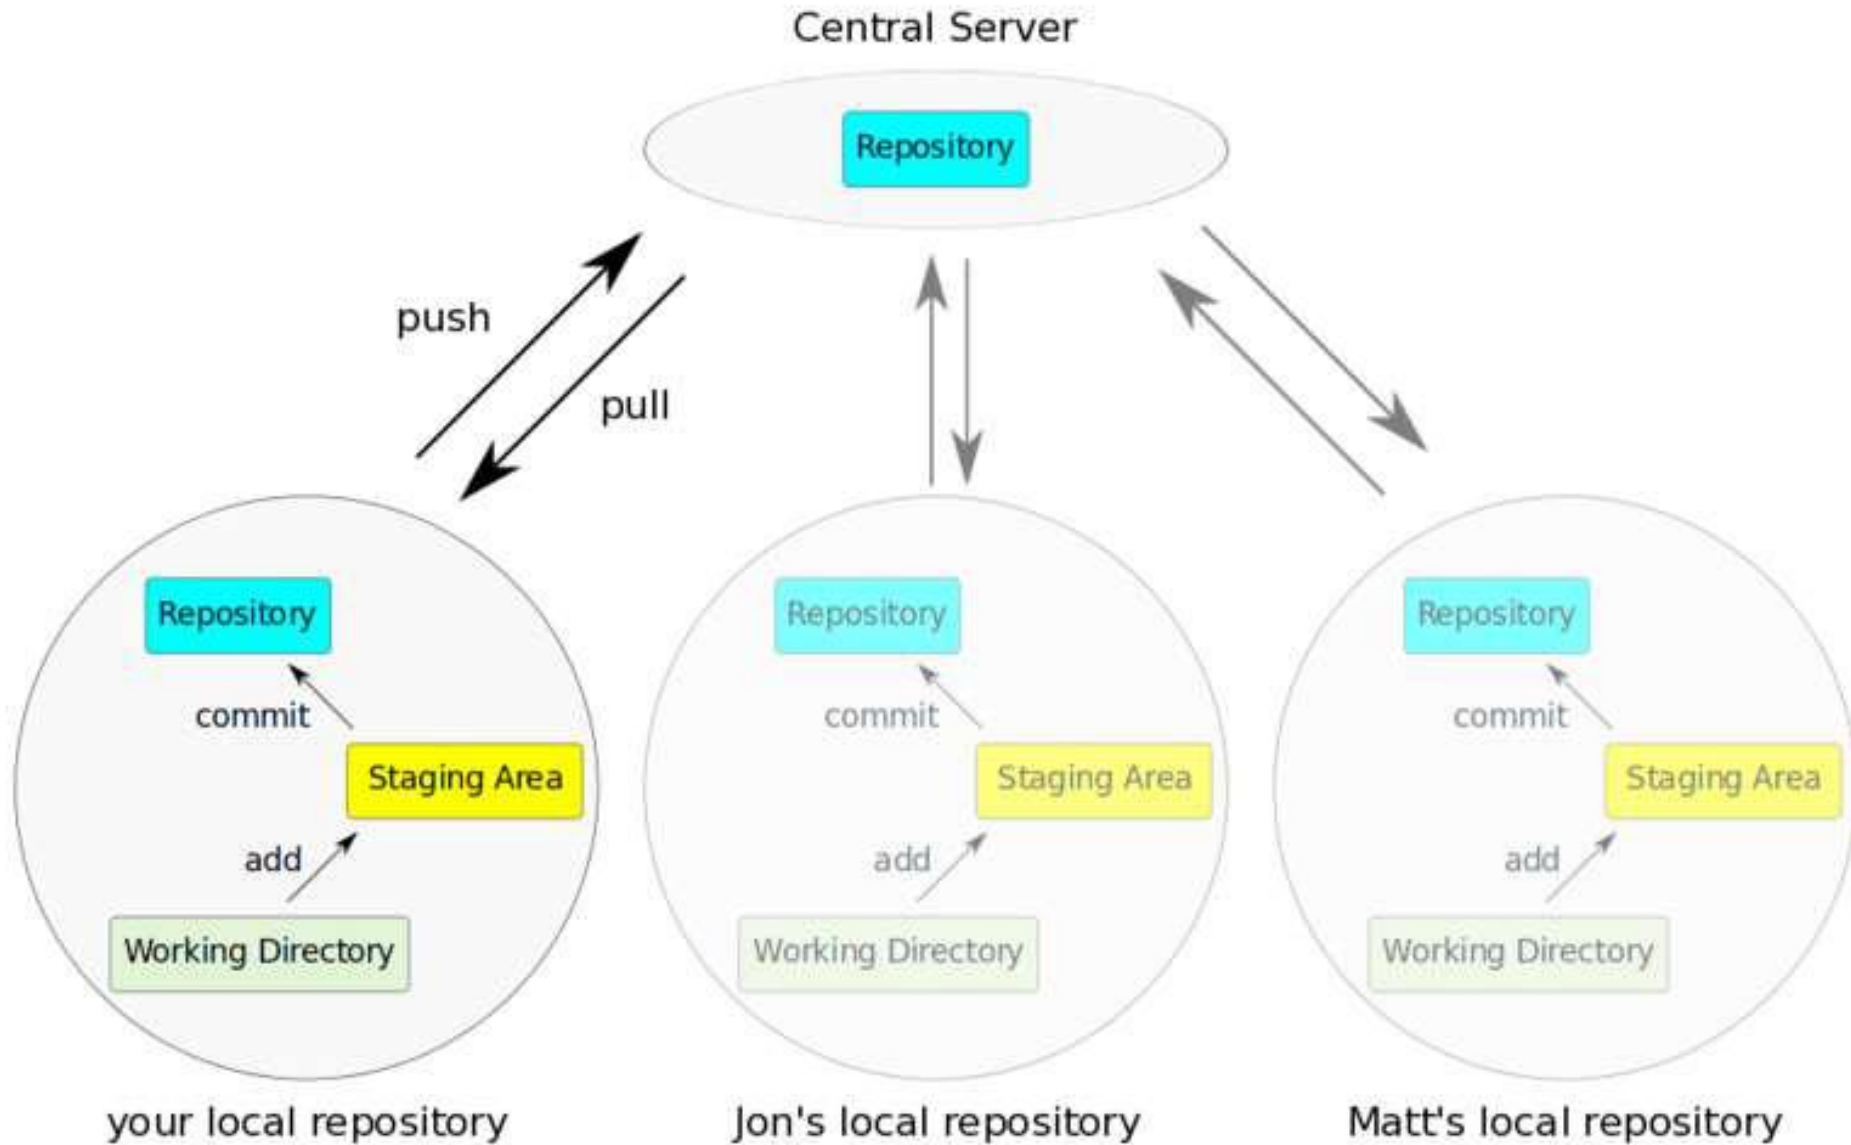 Central Server
Repository
push
pull
Repository
commit
Staging Area
add
Working Directory
your local repository
Repository
commit
Staging Area
add
Working Directory
Jon's local repository
Repository
commit
Staging Area
add
Working Directory
Matt's local repository